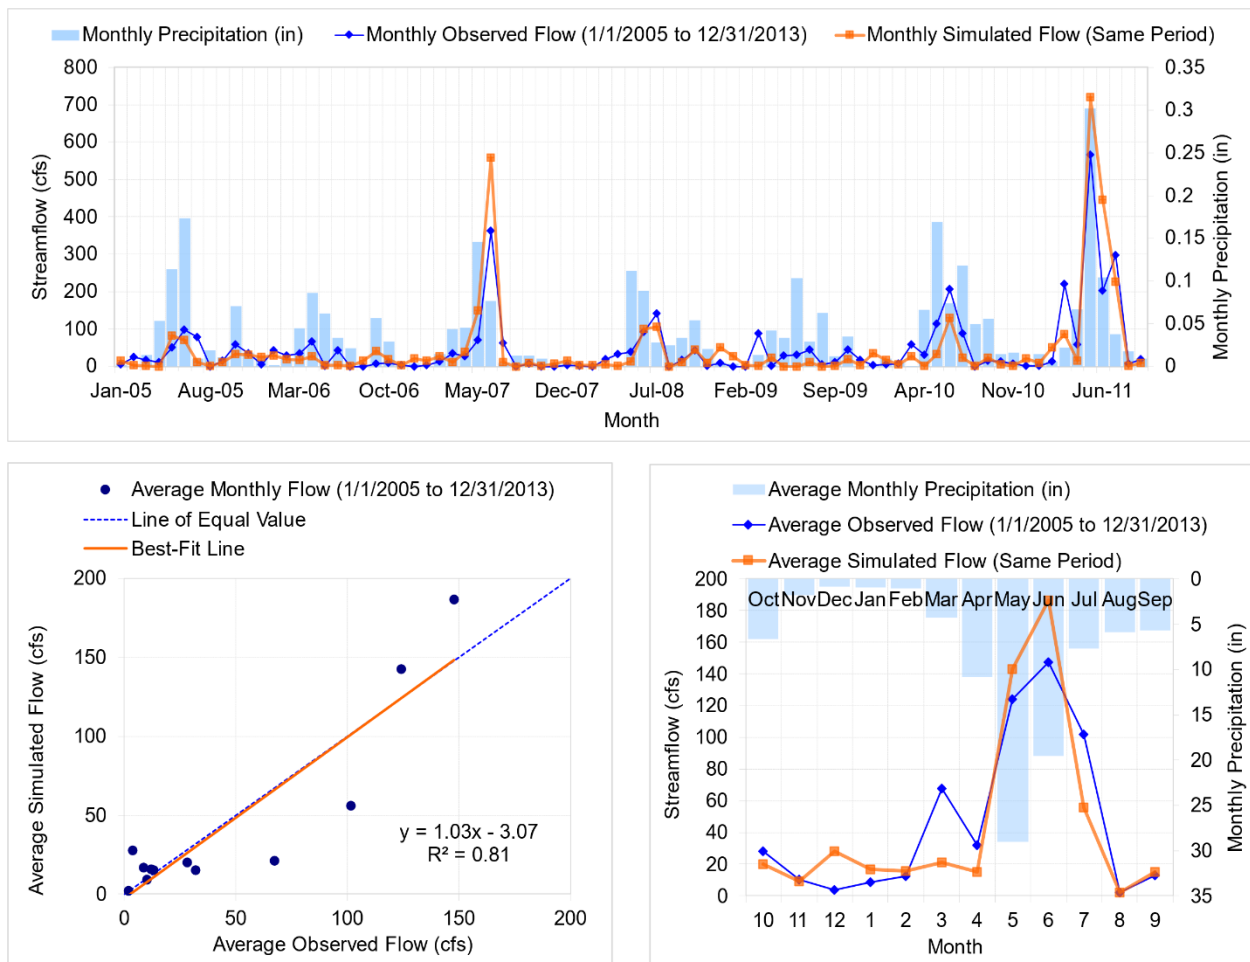 Monthly Precipitation (in) Monthly Observed Flow (1/1/2005 to 12/31/2013) Monthly Simulated Flow (Same Period)
800
700
600
500
400
300
200
100
0
Streamflow (cfs)
0.35
0.3
0.25
0.2
0.15
0.1
0.05
0
Monthly Precipitation (in)
Jan-05 Aug-05 Mar-06 Oct-06 May-07 Dec-07 Jul-08 Feb-09 Sep-09 Apr-10 Nov-10 Jun-11
Month
Average Monthly Flow (1/1/2005 to 12/31/2013)
Line of Equal Value
Best-Fit Line
200
150
100
50
0
Average Simulated Flow (cfs)
y = 1.03x - 3.07
R² = 0.81
0 50 100 150 200
Average Observed Flow (cfs)
Average Monthly Precipitation (in)
Average Observed Flow (1/1/2005 to 12/31/2013)
Average Simulated Flow (Same Period)
200
180
160
140
120
100
80
60
40
20
0
Streamflow (cfs)
Oct Nov Dec Jan Feb Mar Apr May Jun Jul Aug Sep
0
5
10
15
20
25
30
35
Monthly Precipitation (in)
10 11 12 1 2 3 4 5 6 7 8 9
Month